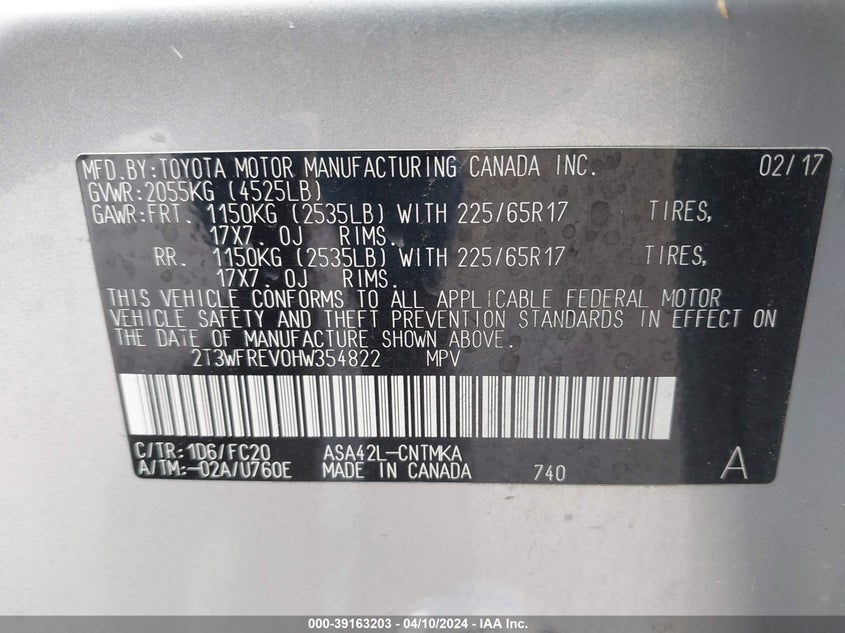 MFD.BY:TOYOTA MOTOR MANUFACTURING CANADA INC. 02/17
GVWR:2055KG (4525LB)
GAWR:FRT. 1150KG (2535LB) WITH 225/65R17 TIRES,
17X7.0J RIMS.
RR. 1150KG (2535LB) WITH 225/65R17 TIRES,
17X7.0J RIMS.
THIS VEHICLE CONFORMS TO ALL APPLICABLE FEDERAL MOTOR
VEHICLE SAFETY AND THEFT PREVENTION STANDARDS IN EFFECT ON
THE DATE OF MANUFACTURE SHOWN ABOVE.
2T3WFREV0HW354822 MPV
C/TR:1D6/FC20 ASA42L-CNTMKA
A/TM:-02A/U760E MADE IN CANADA 740 A
000-39163203 - 04/10/2024 - IAA Inc.